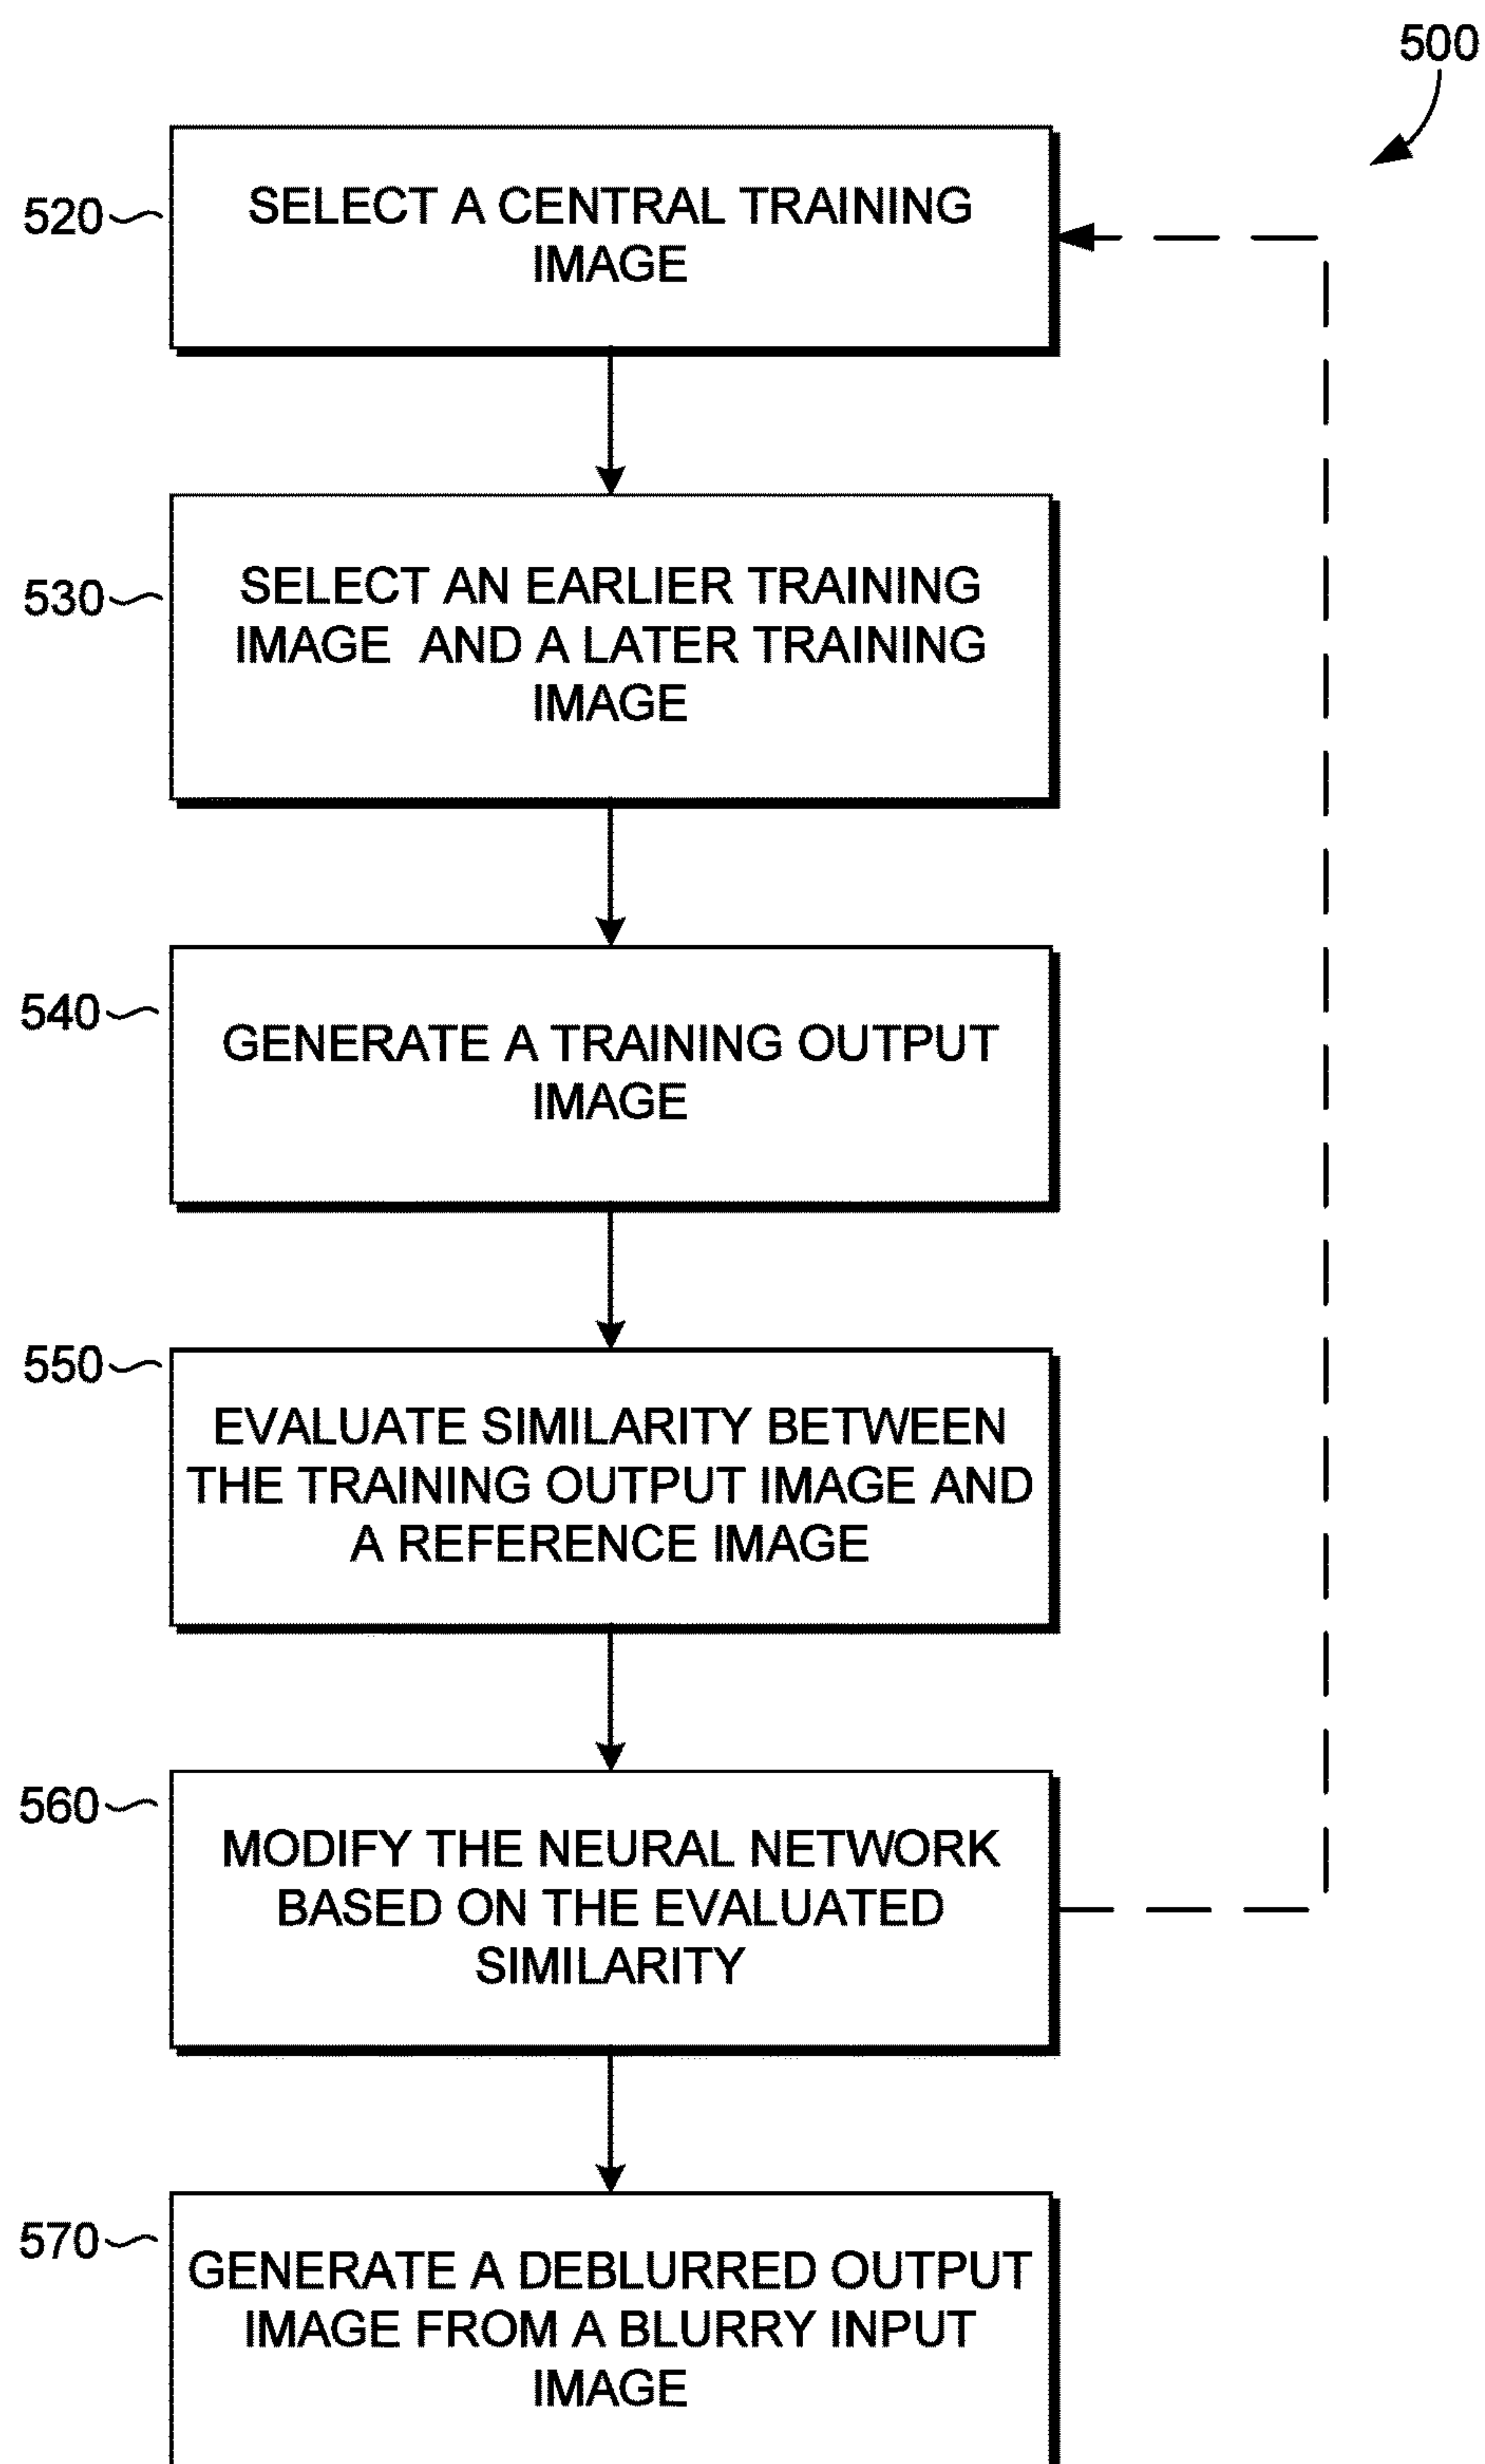 500
520
SELECT A CENTRAL TRAINING
IMAGE
530
SELECT AN EARLIER TRAINING
IMAGE AND A LATER TRAINING
IMAGE
540
GENERATE A TRAINING OUTPUT
IMAGE
550
EVALUATE SIMILARITY BETWEEN
THE TRAINING OUTPUT IMAGE AND
A REFERENCE IMAGE
560
MODIFY THE NEURAL NETWORK
BASED ON THE EVALUATED
SIMILARITY
570
GENERATE A DEBLURRED OUTPUT
IMAGE FROM A BLURRY INPUT
IMAGE